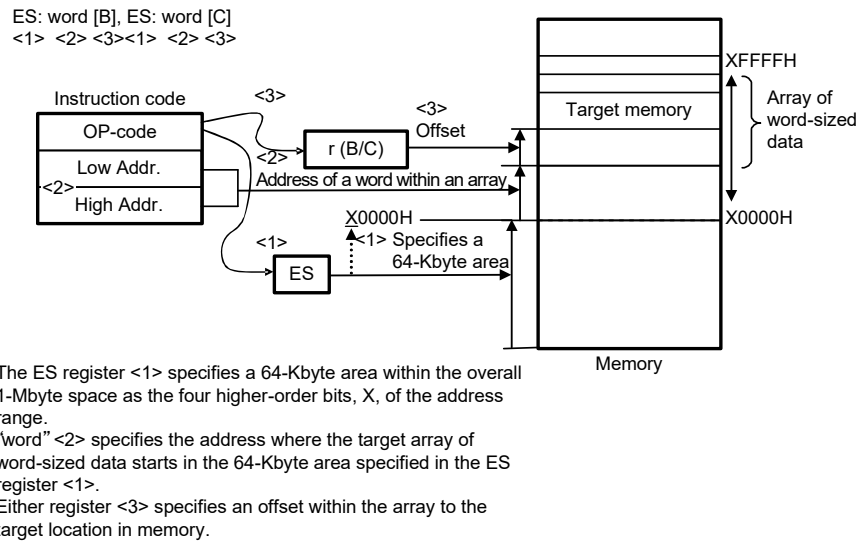 ES: word [B], ES: word [C]
<1> <2> <3><1> <2> <3>
XFFFFH
Instruction code
<3>
<3>
Offset
Target memory
Array of
word-sized
data
OP-code
r (B/C)
<2>
Low Addr.
<2>
High Addr.
Address of a word within an array
X0000H
X0000H
<1>
<1> Specifies a
64-Kbyte area
ES
Memory
The ES register <1> specifies a 64-Kbyte area within the overall
1-Mbyte space as the four higher-order bits, X, of the address
range.
“word” <2> specifies the address where the target array of
word-sized data starts in the 64-Kbyte area specified in the ES
register <1>.
Either register <3> specifies an offset within the array to the
target location in memory.